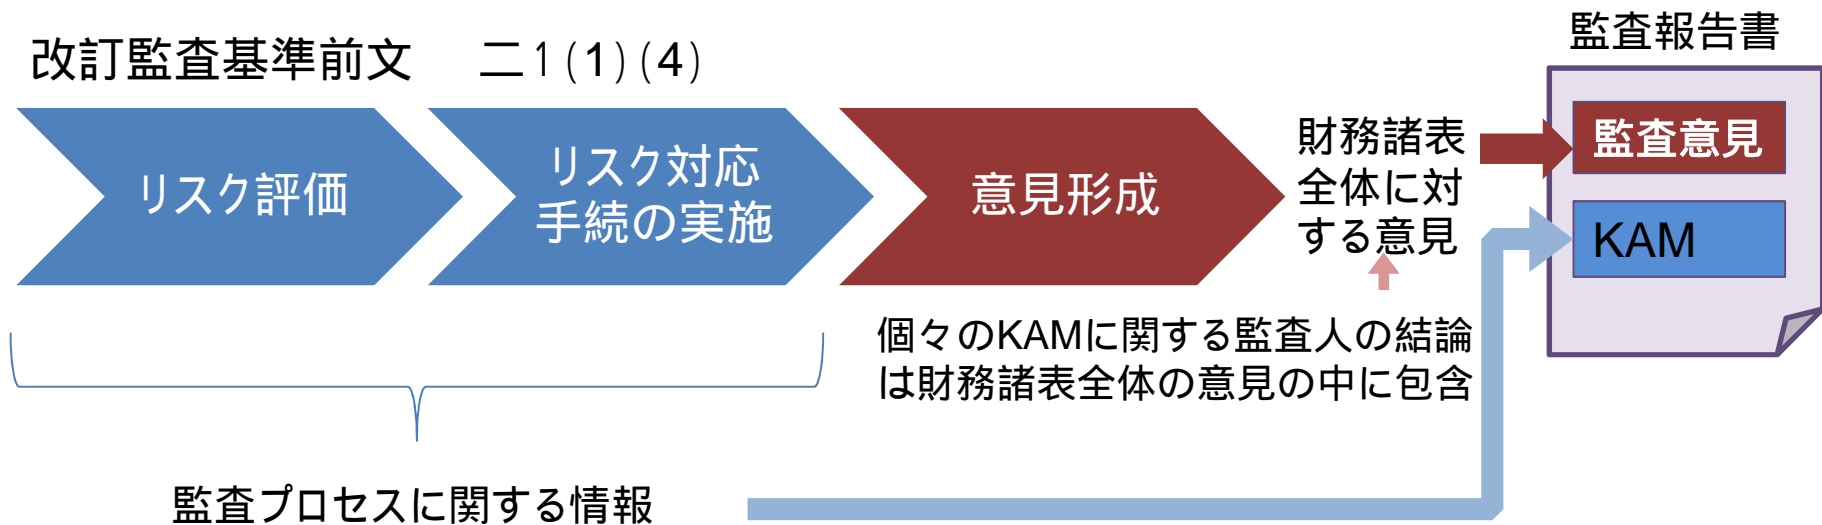 監査報告書
改訂監査基準前文　二1(1)(4)
リスク評価
リスク対応
手続の実施
意見形成
財務諸表
全体に対
する意見
監査意見
KAM
個々のKAMに関する監査人の結論
は財務諸表全体の意見の中に包含
監査プロセスに関する情報